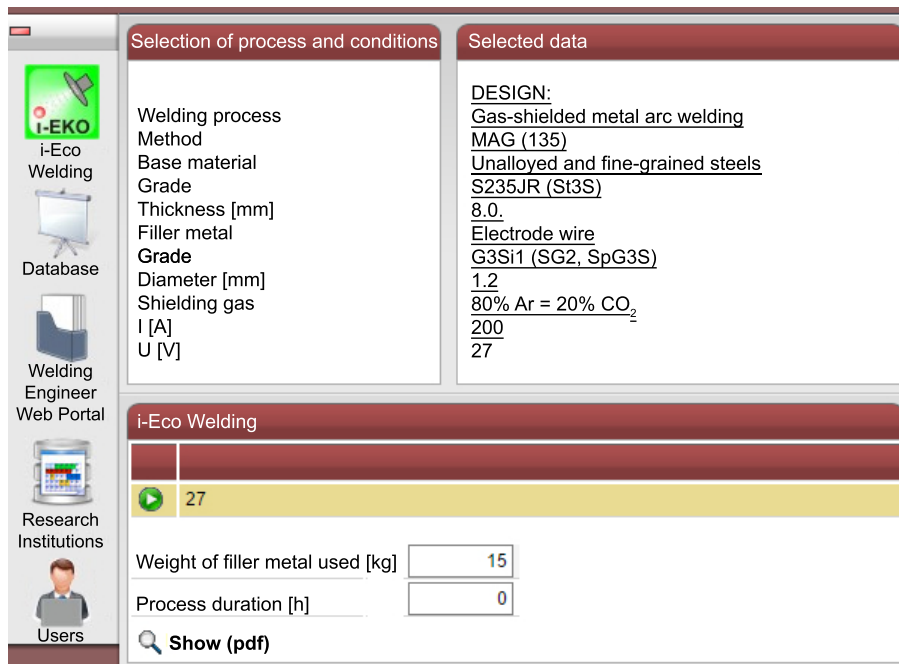 i-EKO
i-Eco
Welding
Database
Welding
Engineer
Web Portal
Research
Institutions
Users
Selection of process and conditions
Welding process
Method
Base material
Grade
Thickness [mm]
Filler metal
Grade
Diameter [mm]
Shielding gas
I [A]
U [V]
Selected data
DESIGN:
Gas-shielded metal arc welding
MAG (135)
Unalloyed and fine-grained steels
S235JR (St3S)
8.0.
Electrode wire
G3Si1 (SG2, SpG3S)
1.2
80% Ar = 20% CO₂
200
27
i-Eco Welding
27
Weight of filler metal used [kg] 15
Process duration [h] 0
Show (pdf)